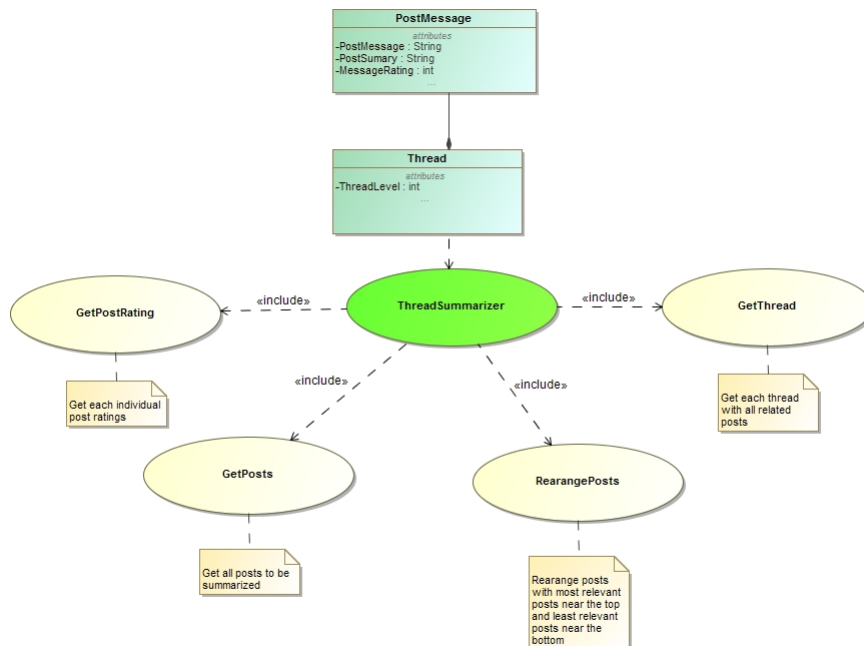 PostMessage
attributes
-PostMessage : String
-PostSumary : String
-MessageRating : int
...
Thread
attributes
-ThreadLevel : int
...
«include»
ThreadSummarizer
«include»
GetThread
GetPostRating
«include»
«include»
Get each individual
post ratings
Get each thread
with all related
posts
GetPosts
RearangePosts
Get all posts to be
summarized
Rearange posts
with most relevant
posts near the top
and least relevant
posts near the
bottom